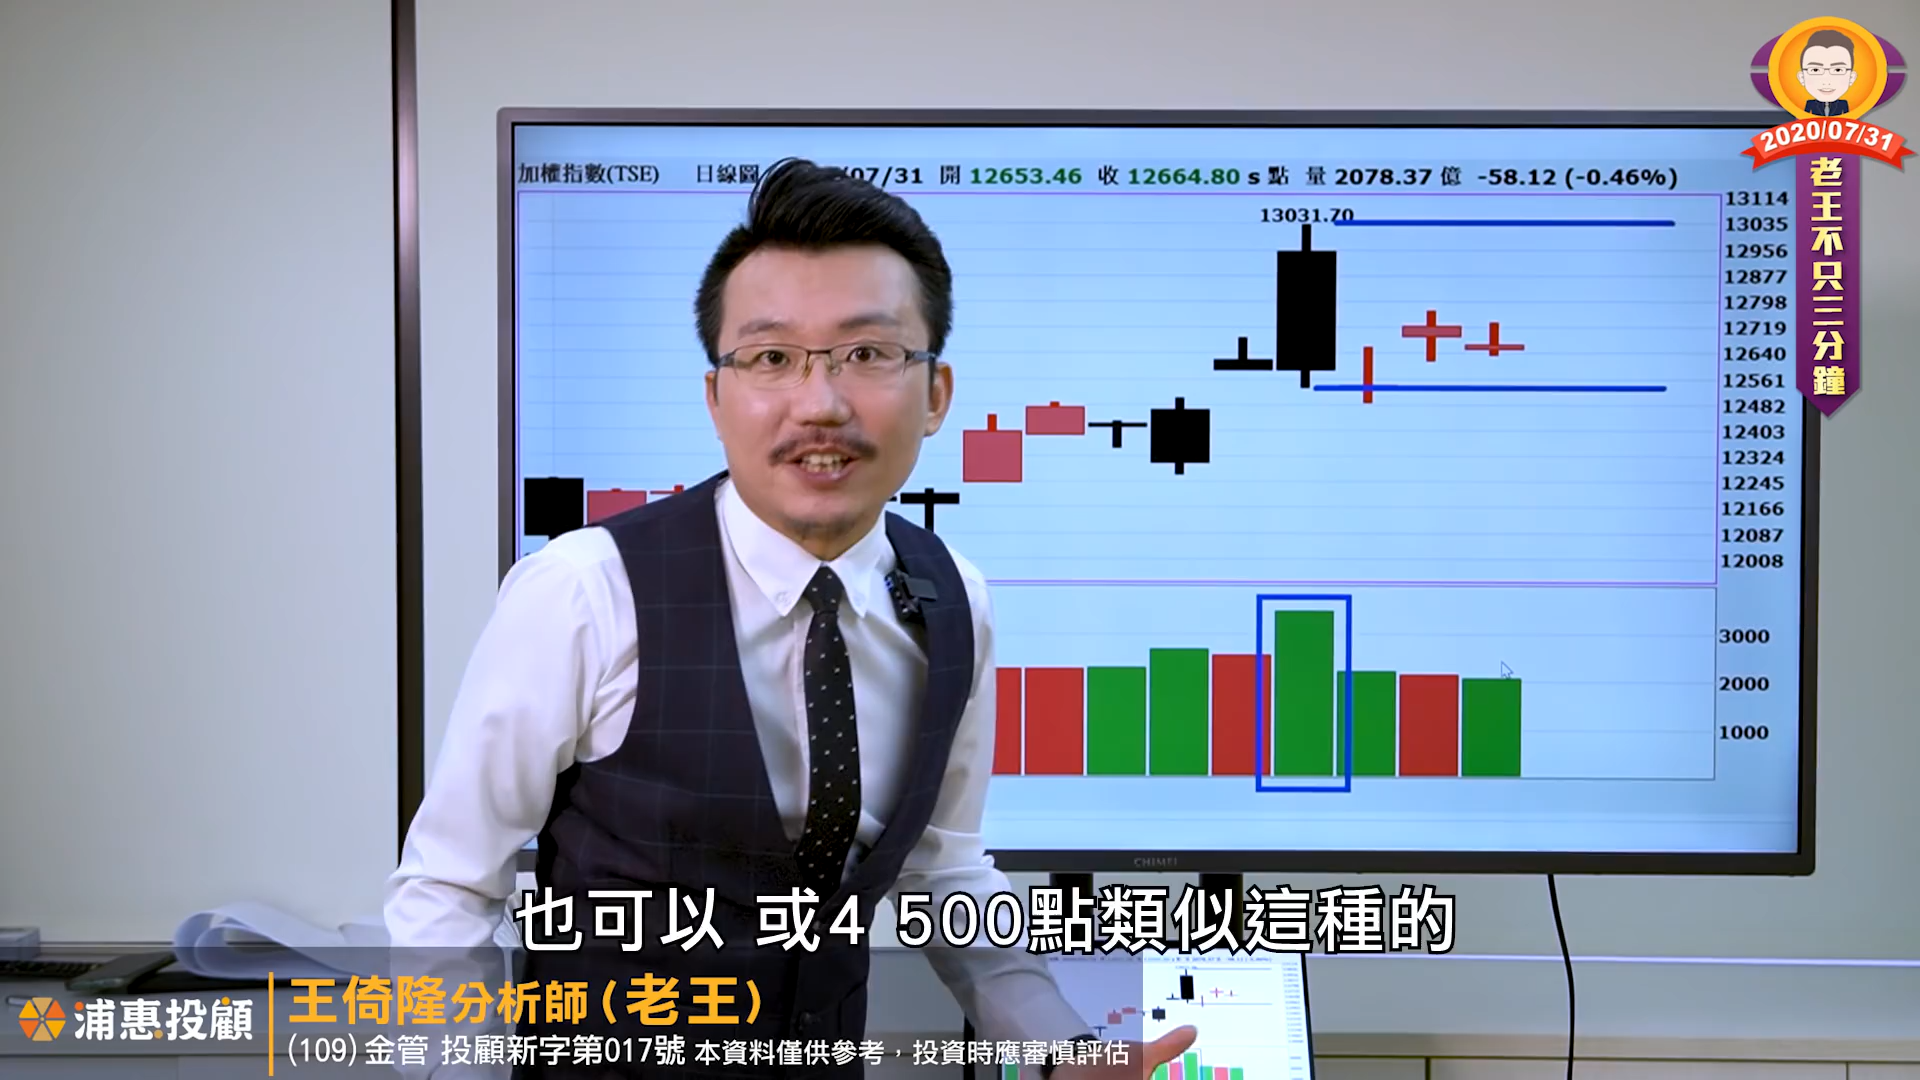 2020/07/31
老王不只三分鐘
加權指數(TSE) 日線圖 /07/31 開 12653.46 收 12664.80 s 點 量 2078.37 億 -58.12 (-0.46%)
13031.70
13114
13035
12956
12877
12798
12719
12640
12561
12482
12403
12324
12245
12166
12087
12008
3000
2000
1000
CHIMEI
也可以 或4 500點類似這種的
浦惠投顧
王倚隆分析師(老王)
(109)金管 投顧新字第017號 本資料僅供參考，投資時應審慎評估